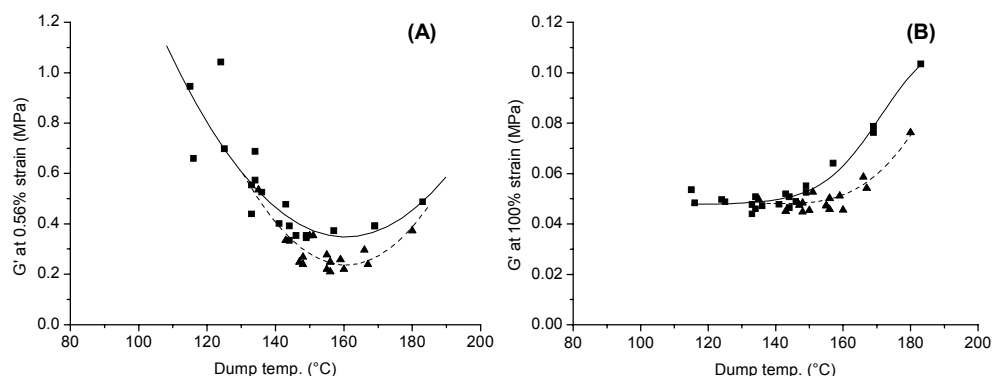 (A)
G' at 0.56% strain (MPa)
1.2
1.0
0.8
0.6
0.4
0.2
0.0
80 100 120 140 160 180 200
Dump temp. (°C)
(B)
G' at 100% strain (MPa)
0.12
0.10
0.08
0.06
0.04
0.02
0.00
80 100 120 140 160 180 200
Dump temp. (°C)